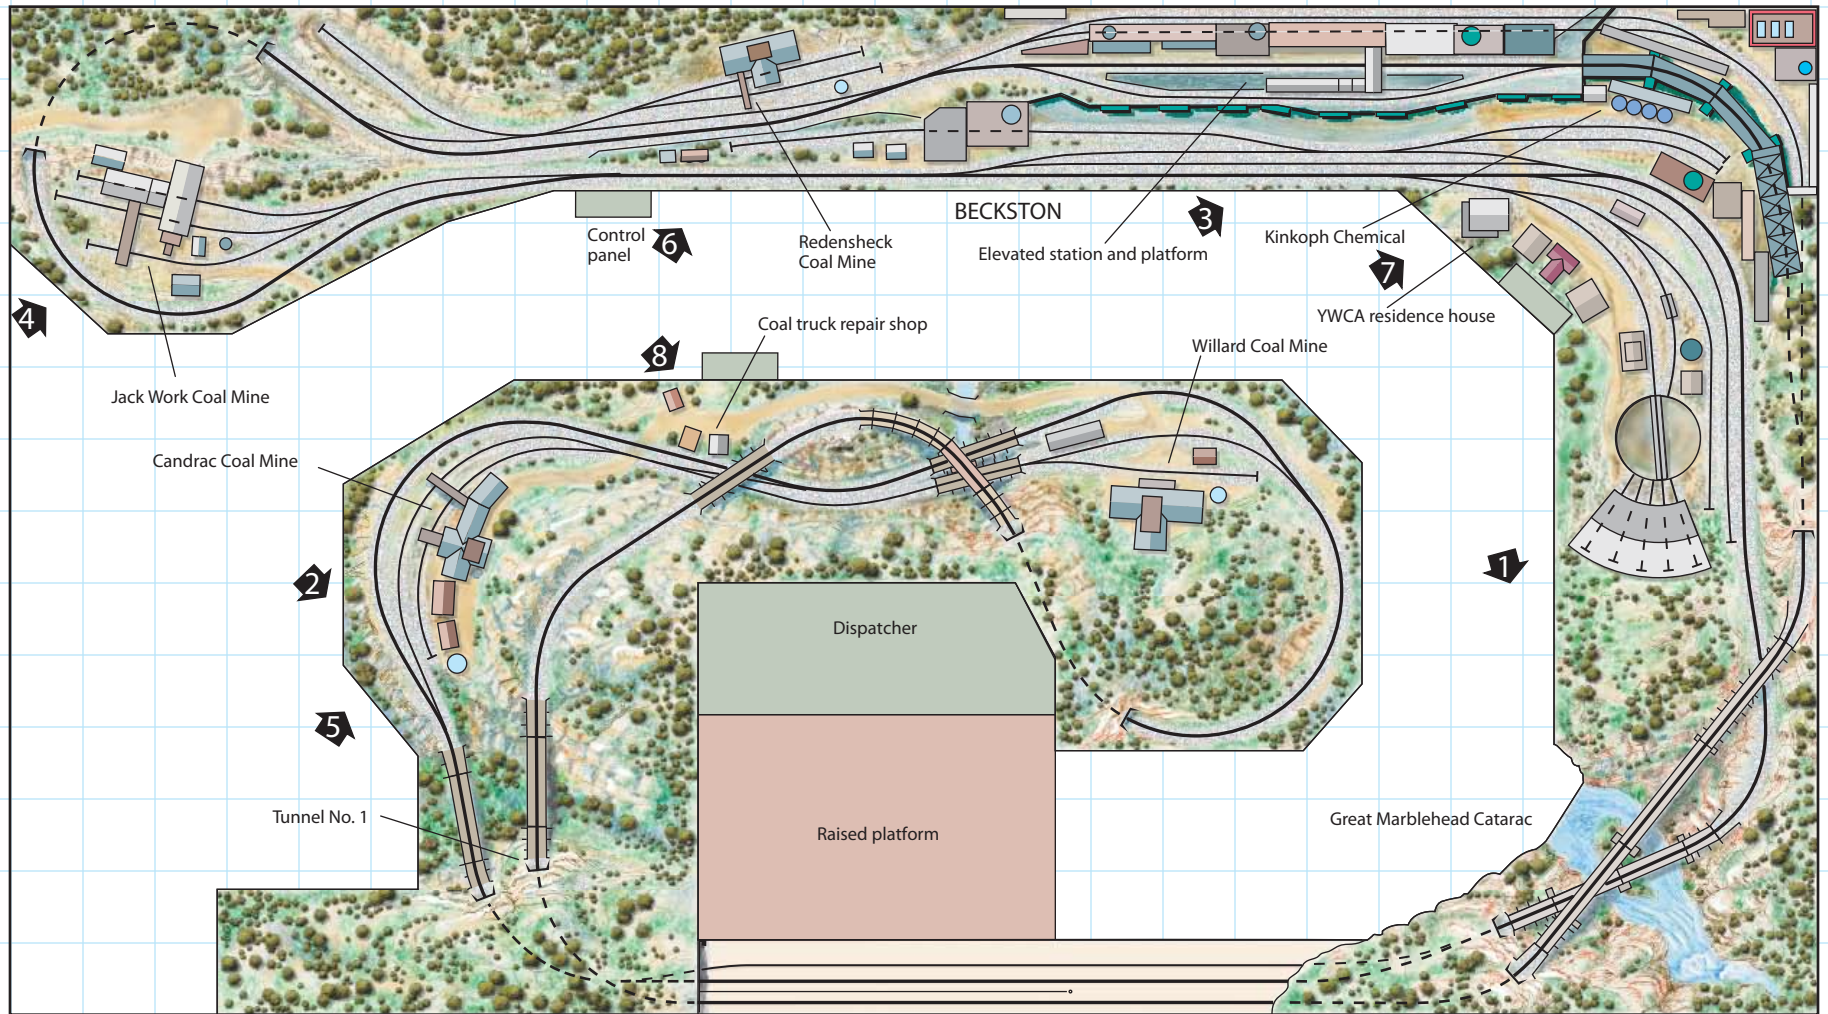 BECKSTON
3
Control
panel
6
Redensheck
Coal Mine
Elevated station and platform
Kinkoph Chemical
7
4
YWCA residence house
Coal truck repair shop
8
Willard Coal Mine
Jack Work Coal Mine
Candrac Coal Mine
2
1
Dispatcher
5
Tunnel No. 1
Raised platform
Great Marblehead Catarac